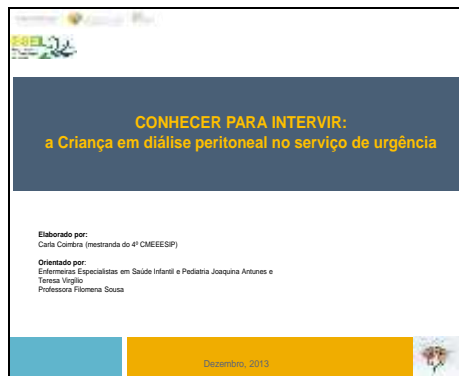 CONHECER PARA INTERVIR:
a Criança em diálise peritoneal no serviço de urgência
Elaborado por:
Carla Coimbra (mestranda do 4º CMEEESIP)
Orientado por:
Enfermeiras Especialistas em Saúde Infantil e Pediatria Joaquina Antunes e
Teresa Virgílio
Professora Filomena Sousa
Dezembro, 2013